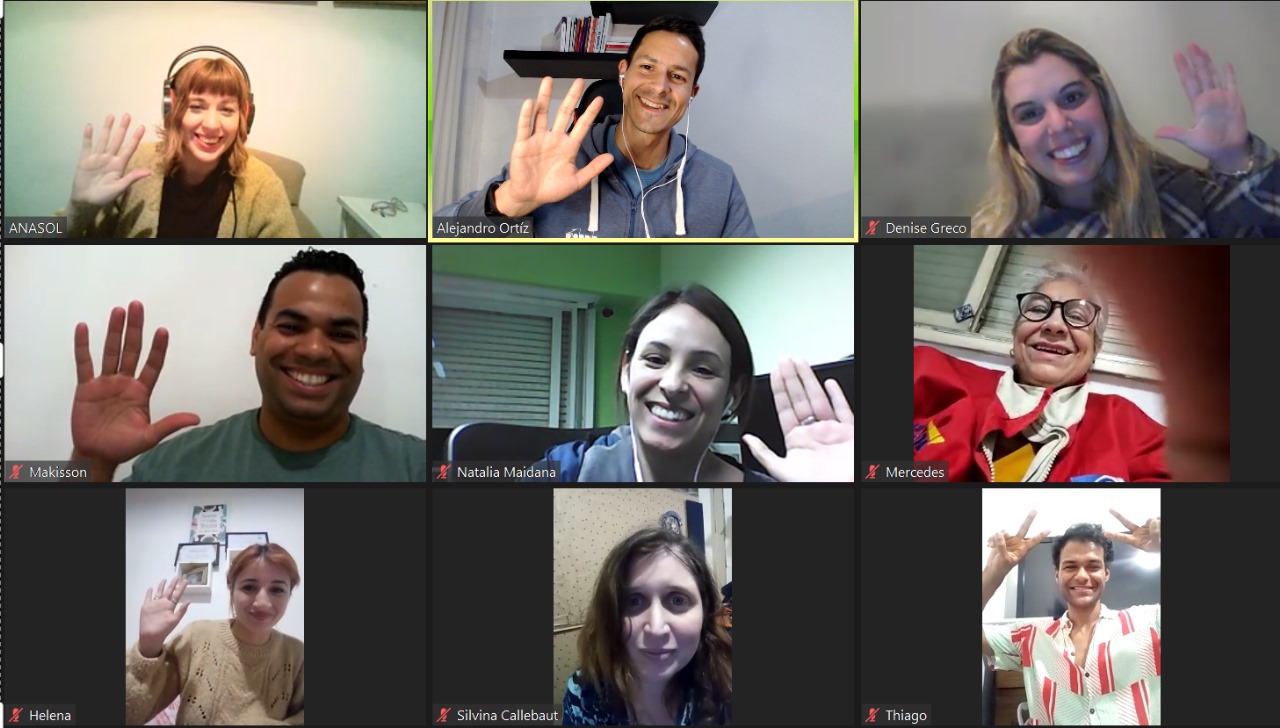 ANASOL
Alejandro Ortíz
Denise Greco
Makisson
Natalia Maidana
Mercedes
Helena
Silvina Callebaut
Thiago